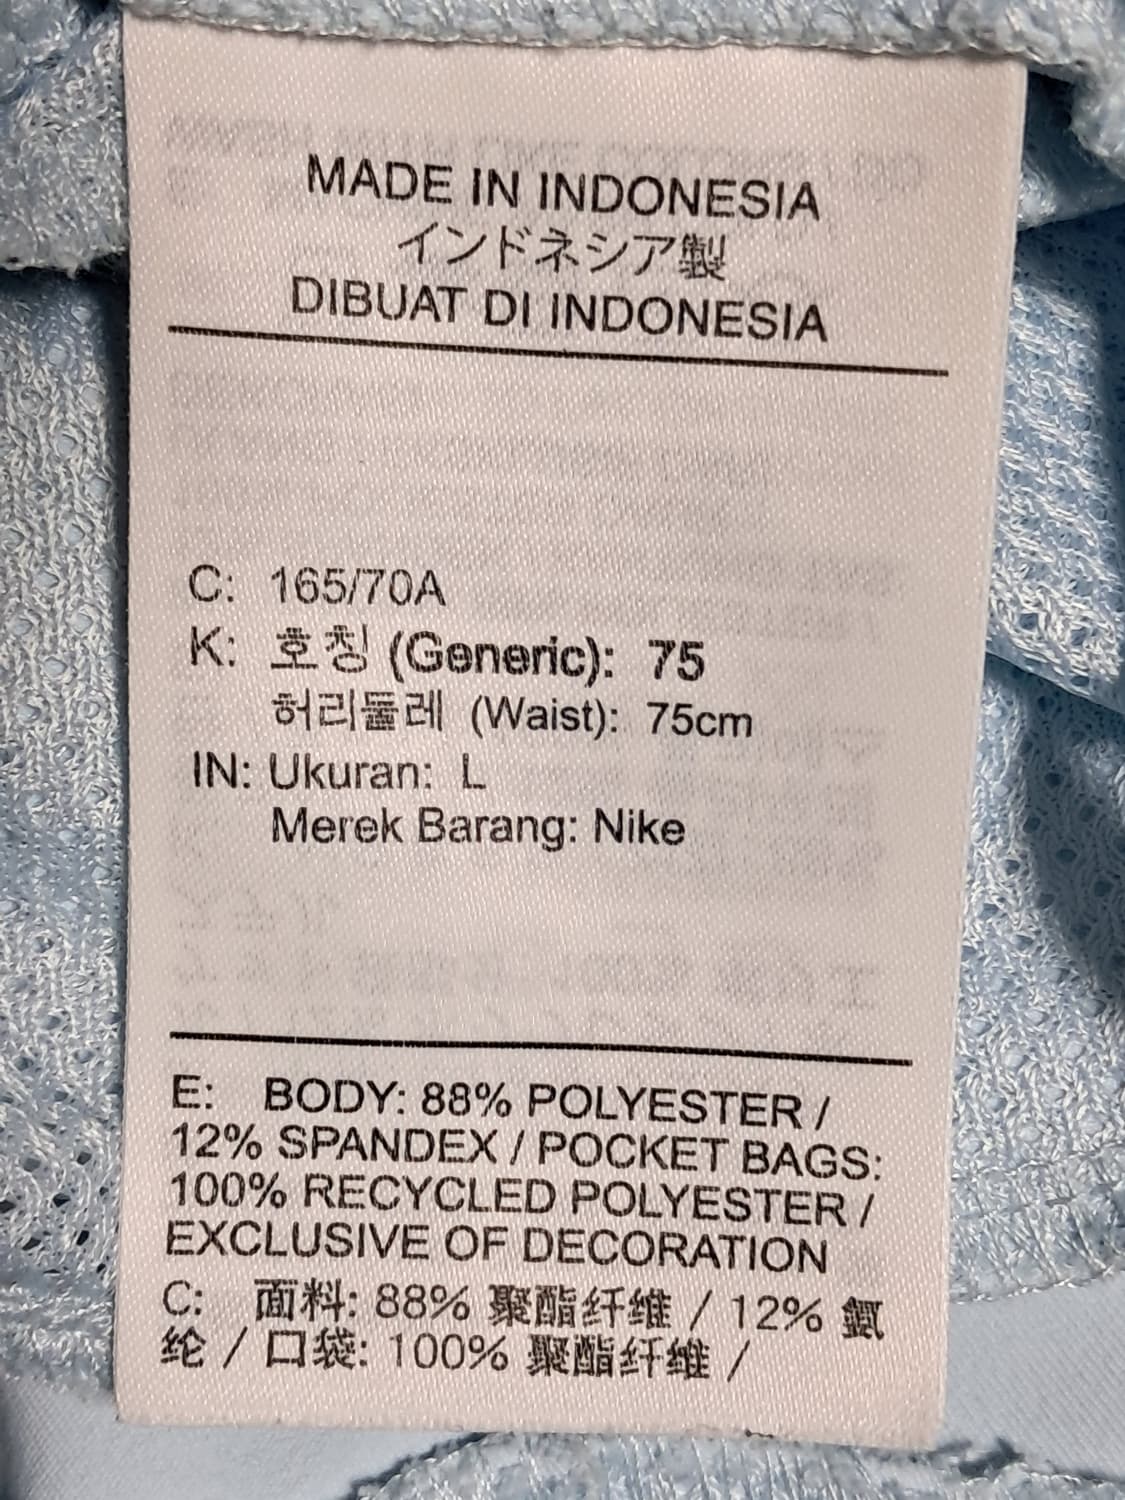 MADE IN INDONESIA
インドネシア製
DIBUAT DI INDONESIA
C: 165/70A
K: 호칭 (Generic): 75
허리둘레 (Waist): 75cm
IN: Ukuran: L
Merek Barang: Nike
E: BODY: 88% POLYESTER /
12% SPANDEX / POCKET BAGS:
100% RECYCLED POLYESTER /
EXCLUSIVE OF DECORATION
C: 面料: 88% 聚酯纤维 / 12% 氨
纶 / 口袋: 100% 聚酯纤维 /